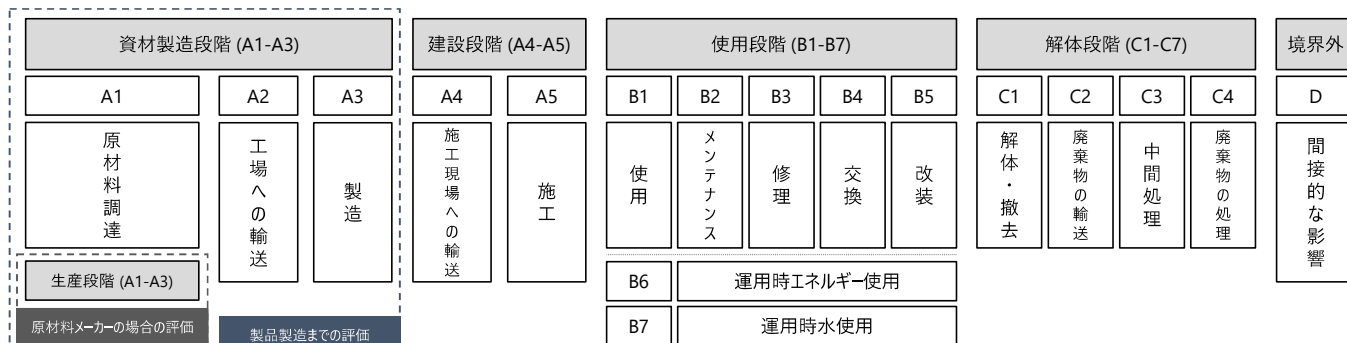 資材製造段階 (A1-A3)
建設段階 (A4-A5)
使用段階 (B1-B7)
解体段階 (C1-C7)
境界外
A1
A2
A3
A4
A5
B1
B2
B3
B4
B5
C1
C2
C3
C4
D
原材料調達
工場への輸送
製造
施工現場への輸送
施工
使用
メンテナンス
修理
交換
改装
解体・撤去
廃棄物の輸送
中間処理
廃棄物の処理
間接的な影響
生産段階 (A1-A3)
B6
運用時エネルギー使用
原材料メーカーの場合の評価
製品製造までの評価
B7
運用時水使用